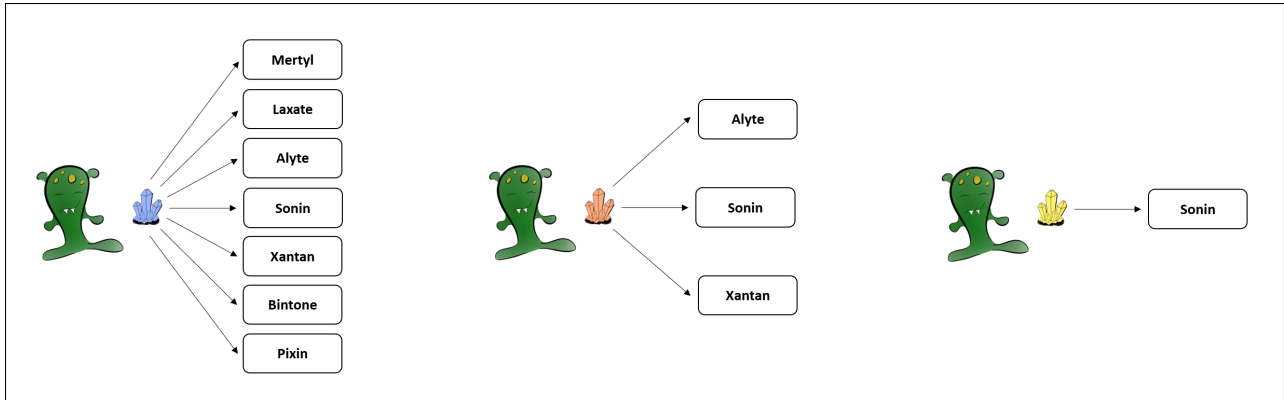 Mertyl
Laxate
Alyte
Sonin
Xantan
Bintone
Pixin
Alyte
Sonin
Xantan
Sonin